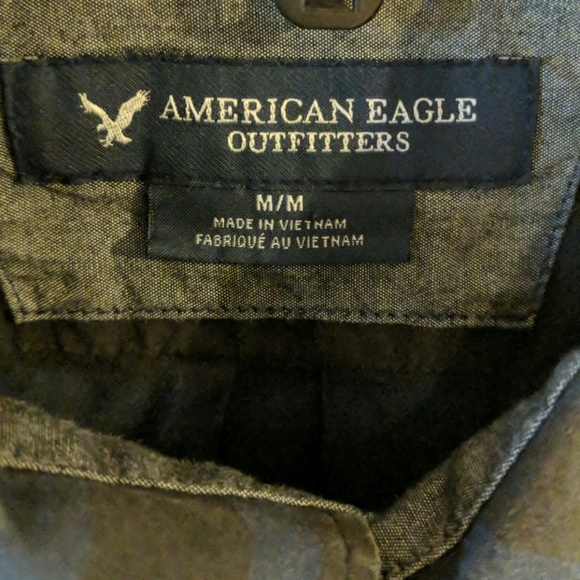 AMERICAN EAGLE
OUTFITTERS
M/M
MADE IN VIETNAM
FABRIQUÉ AU VIETNAM